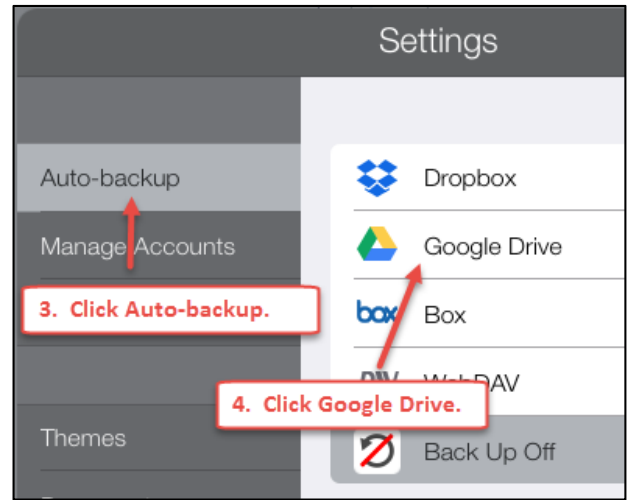 Settings
Auto-backup
Dropbox
Manage Accounts
Google Drive
3. Click Auto-backup.
box
Box
WebDAV
4. Click Google Drive.
Themes
Back Up Off